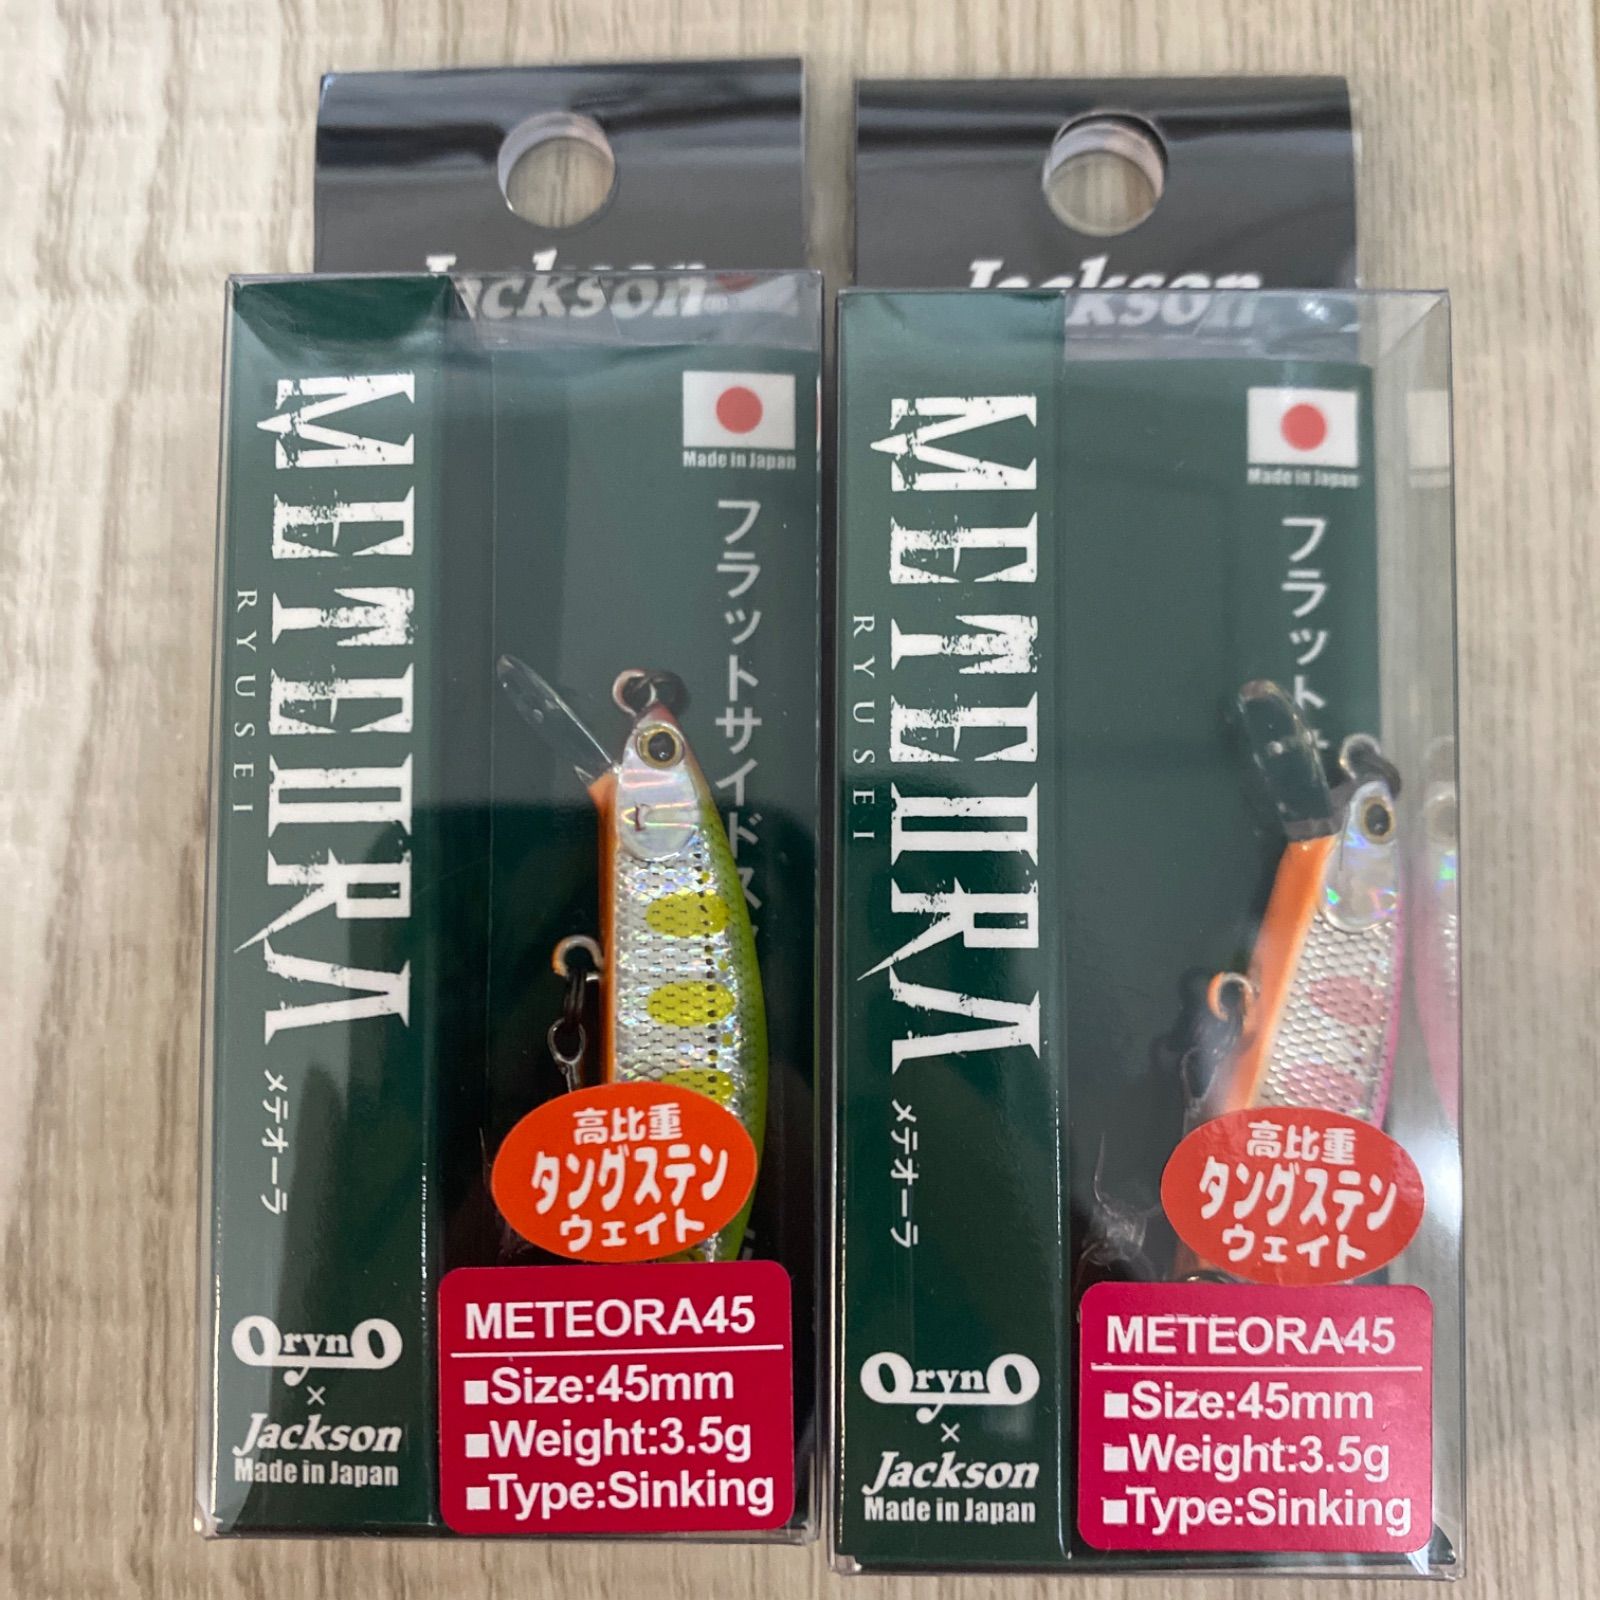 Jackson
METEORA
RYUSEI
メテオーラ
Made in Japan
フラットサイド
高比重
タングステン
ウェイト
OrynO
×
Jackson
Made in Japan
METEORA45
■Size:45mm
■Weight:3.5g
■Type:Sinking
Jackson
METEORA
RYUSEI
メテオーラ
Made in Japan
フラット
高比重
タングステン
ウェイト
OrynO
×
Jackson
Made in Japan
METEORA45
■Size:45mm
■Weight:3.5g
■Type:Sinking